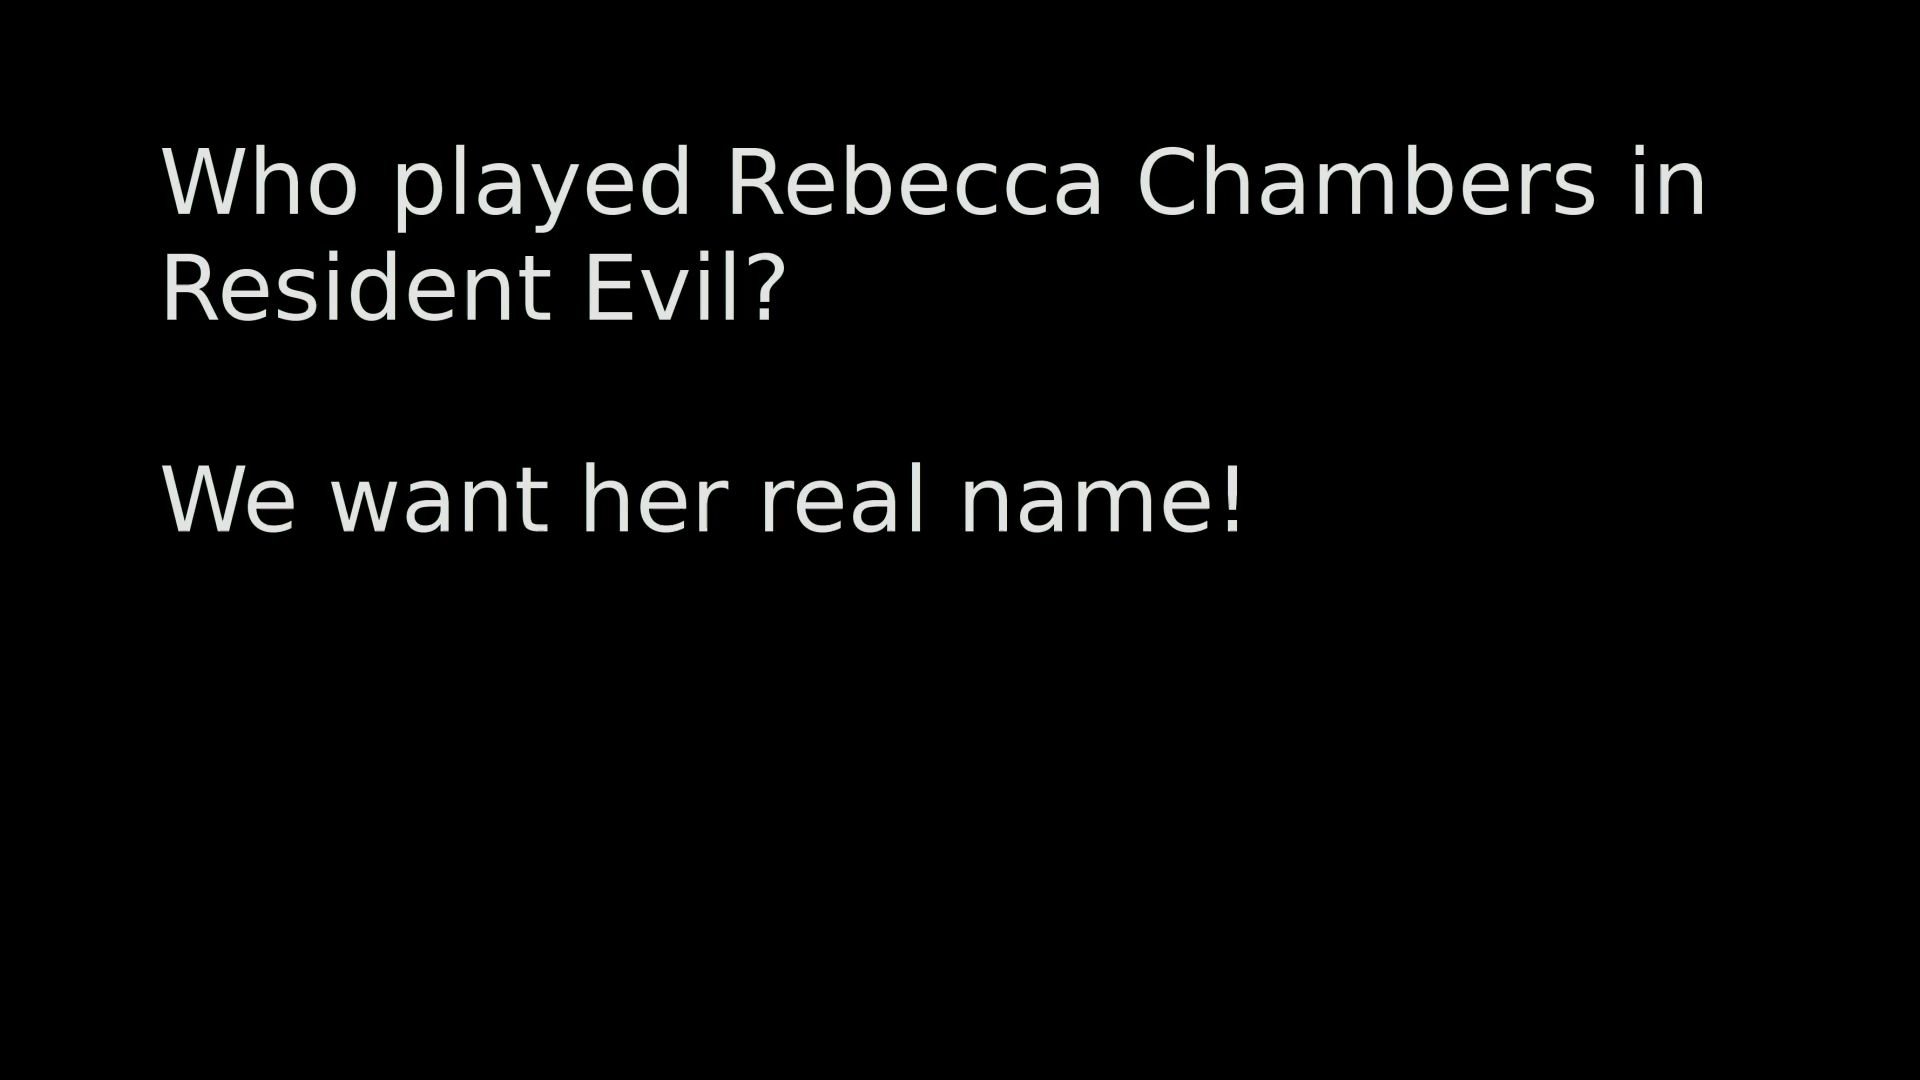 Who played Rebecca Chambers in
Resident Evil?
We want her real name!